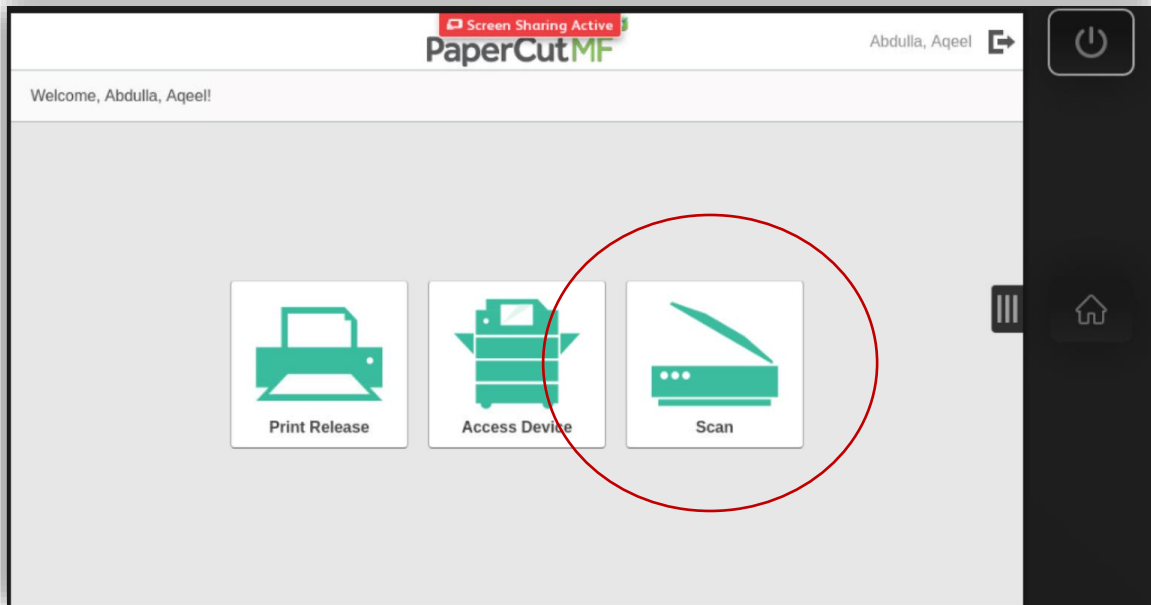 Screen Sharing Active
PaperCutMF
Abdulla, Aqeel
Welcome, Abdulla, Aqeel!
Print Release
Access Device
Scan